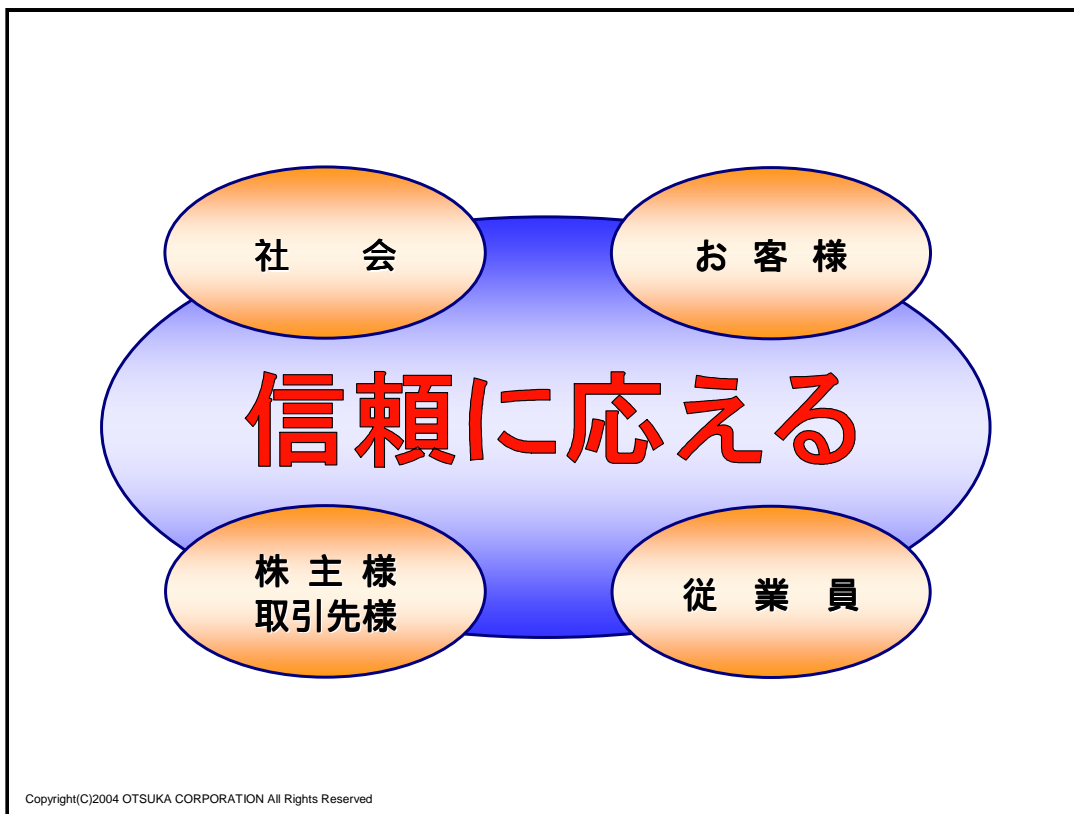 社 会
お 客 様
信頼に応える
株 主 様
取引先様
従 業 員
Copyright(C)2004 OTSUKA CORPORATION All Rights Reserved